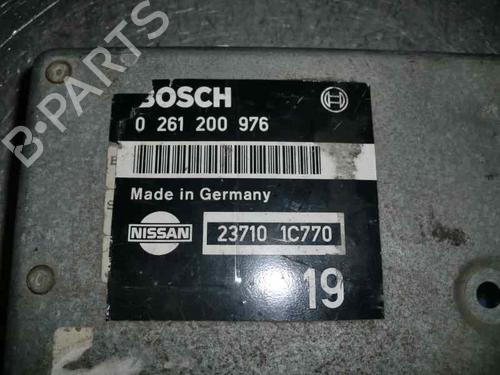 B-PARTS
BOSCH
0 261 200 976
Made in Germany
NISSAN
23710 1C770
19